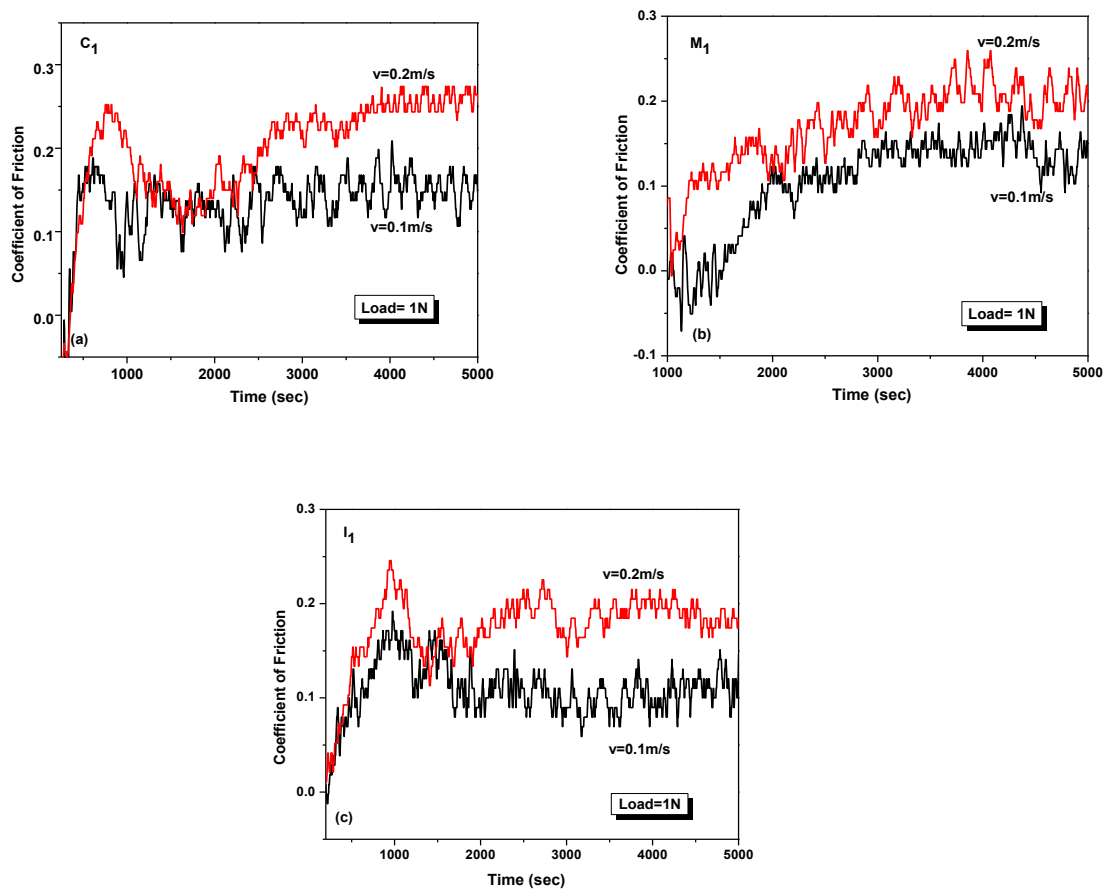 C1
v=0.2m/s
v=0.1m/s
Load= 1N
(a)
Coefficient of Friction
0.3
0.2
0.1
0.0
1000 2000 3000 4000 5000
Time (sec)
M1
v=0.2m/s
v=0.1m/s
Load= 1N
(b)
Coefficient of Friction
0.3
0.2
0.1
0.0
-0.1
1000 2000 3000 4000 5000
Time (sec)
I1
v=0.2m/s
v=0.1m/s
Load=1N
(c)
Coefficient of Friction
0.3
0.2
0.1
0.0
1000 2000 3000 4000 5000
Time (sec)